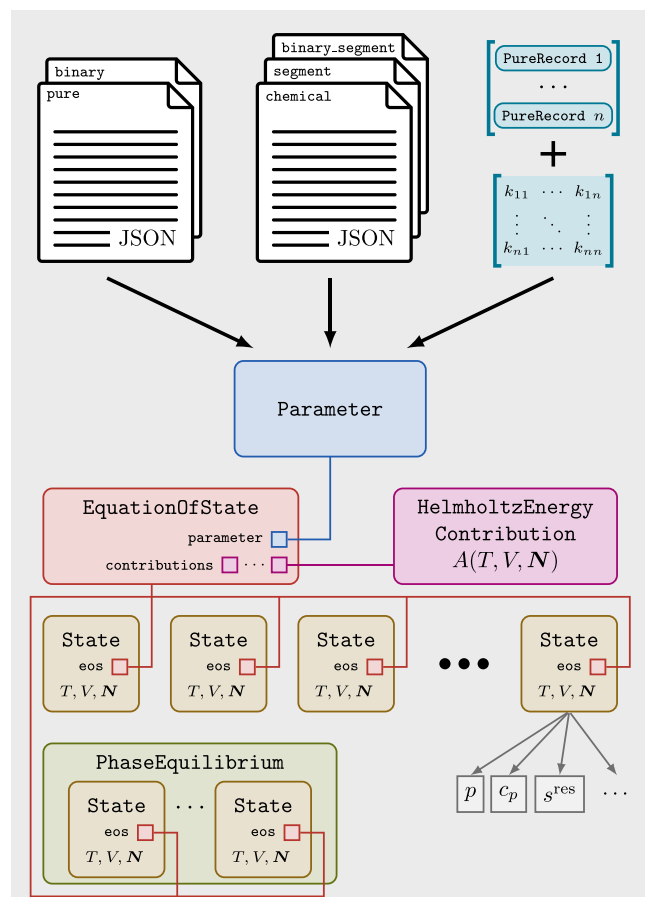 binary
pure
JSON
binary_segment
segment
chemical
JSON
PureRecord 1
...
PureRecord n
+
k₁₁ ⋯ k₁ₙ
⋮ ⋱ ⋮
kₙ₁ ⋯ kₙₙ
Parameter
EquationOfState
parameter
contributions ...
HelmholtzEnergy
Contribution
A(T, V, N)
State
eos
T, V, N
State
eos
T, V, N
State
eos
T, V, N
•••
State
eos
T, V, N
p
cₚ
sʳᵉˢ
...
PhaseEquilibrium
State
eos
T, V, N
...
State
eos
T, V, N